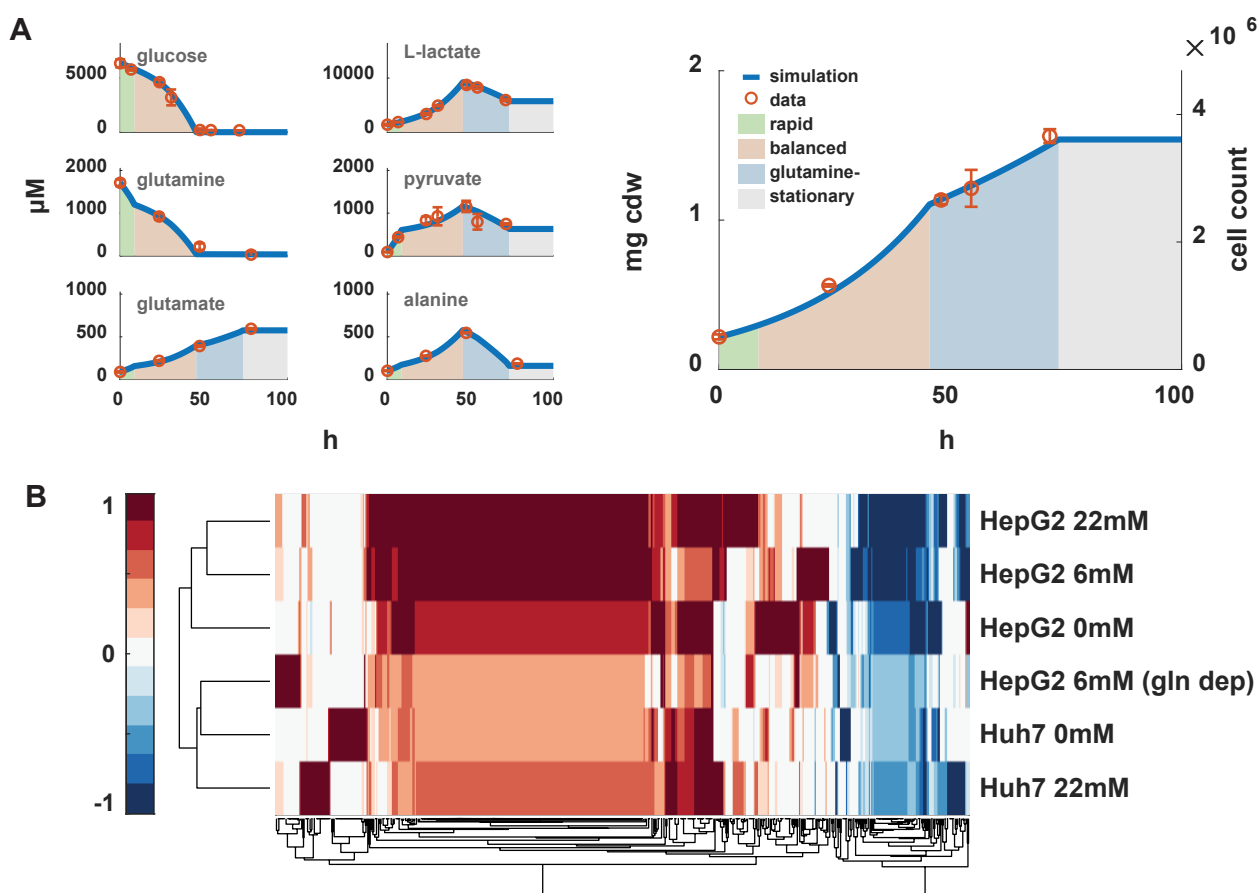 A
glucose
5000
0
L-lactate
10000
0
glutamine
2000
1000
0
pyruvate
2000
1000
0
glutamate
1000
500
0
0 50 100
alanine
1000
500
0
0 50 100
µM
h
× 10 6
2
1
0
mg cdw
simulation
data
rapid
balanced
glutamine-
stationary
4
2
0
cell count
0 50 100
h
B
1
0
-1
HepG2 22mM
HepG2 6mM
HepG2 0mM
HepG2 6mM (gln dep)
Huh7 0mM
Huh7 22mM